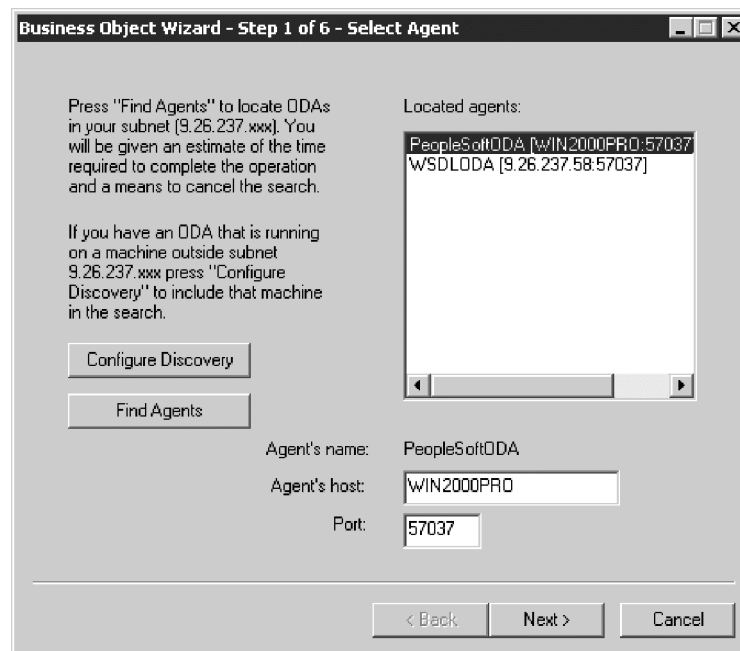 Business Object Wizard - Step 1 of 6 - Select Agent
Press "Find Agents" to locate ODAs
in your subnet (9.26.237.xxx). You
will be given an estimate of the time
required to complete the operation
and a means to cancel the search.
If you have an ODA that is running
on a machine outside subnet
9.26.237.xxx press "Configure
Discovery" to include that machine
in the search.
Configure Discovery
Find Agents
Located agents:
PeopleSoftODA [WIN2000PRO:57037
WSDLODA [9.26.237.58:57037]
Agent's name: PeopleSoftODA
Agent's host: WIN2000PRO
Port: 57037
< Back
Next >
Cancel